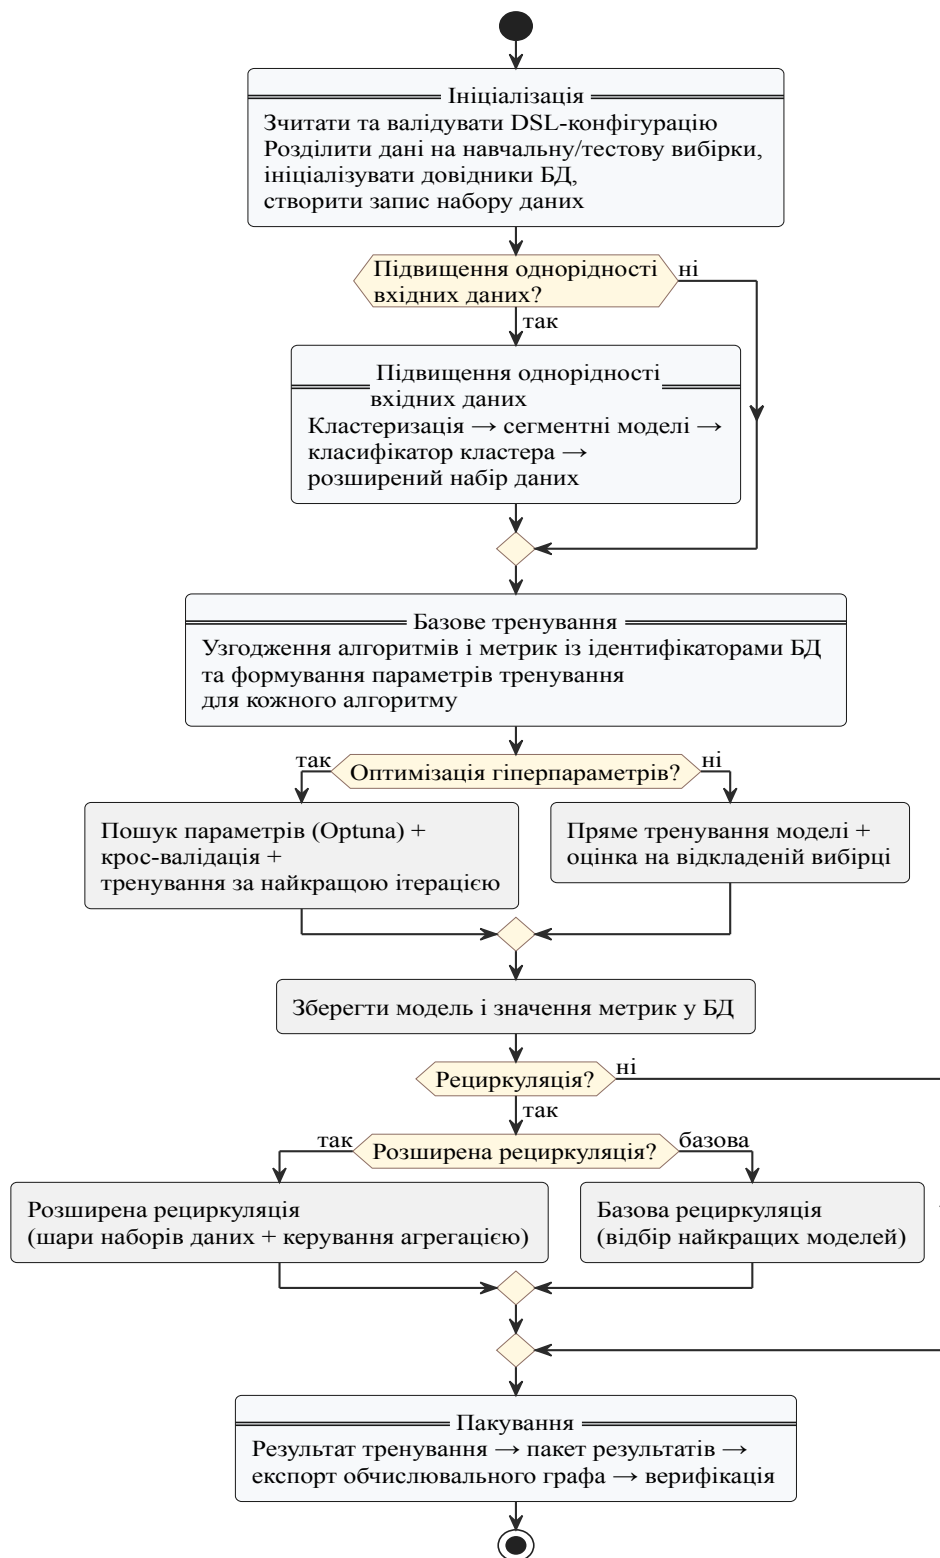 Ініціалізація
Зчитати та валідувати DSL-конфігурацію
Розділити дані на навчальну/тестову вибірки,
ініціалізувати довідники БД,
створити запис набору даних
Підвищення однорідності
вхідних даних?
ні
так
Підвищення однорідності
вхідних даних
Кластеризація → сегментні моделі →
класифікатор кластера →
розширений набір даних
Базове тренування
Узгодження алгоритмів і метрик із ідентифікаторами БД
та формування параметрів тренування
для кожного алгоритму
так
Оптимізація гіперпараметрів?
ні
Пошук параметрів (Optuna) +
крос-валідація +
тренування за найкращою ітерацією
Пряме тренування моделі +
оцінка на відкладеній вибірці
Зберегти модель і значення метрик у БД
Рециркуляція?
ні
так
так
Розширена рециркуляція?
базова
Розширена рециркуляція
(шари наборів даних + керування агрегацією)
Базова рециркуляція
(відбір найкращих моделей)
Пакування
Результат тренування → пакет результатів →
експорт обчислювального графа → верифікація